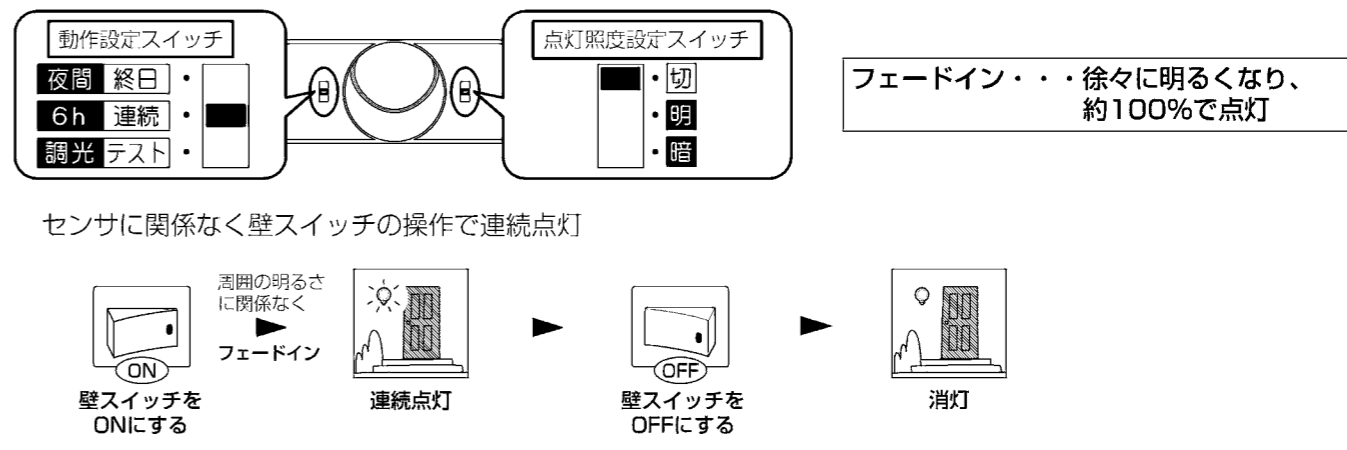 動作設定スイッチ
夜間 終日・
6h 連続・
調光 テスト・
点灯照度設定スイッチ
・切
・明
・暗
フェードイン・・・徐々に明るくなり、
約100%で点灯
センサに関係なく壁スイッチの操作で連続点灯
周囲の明るさ
に関係なく
フェードイン
ON
壁スイッチを
ONにする
連続点灯
OFF
壁スイッチを
OFFにする
消灯